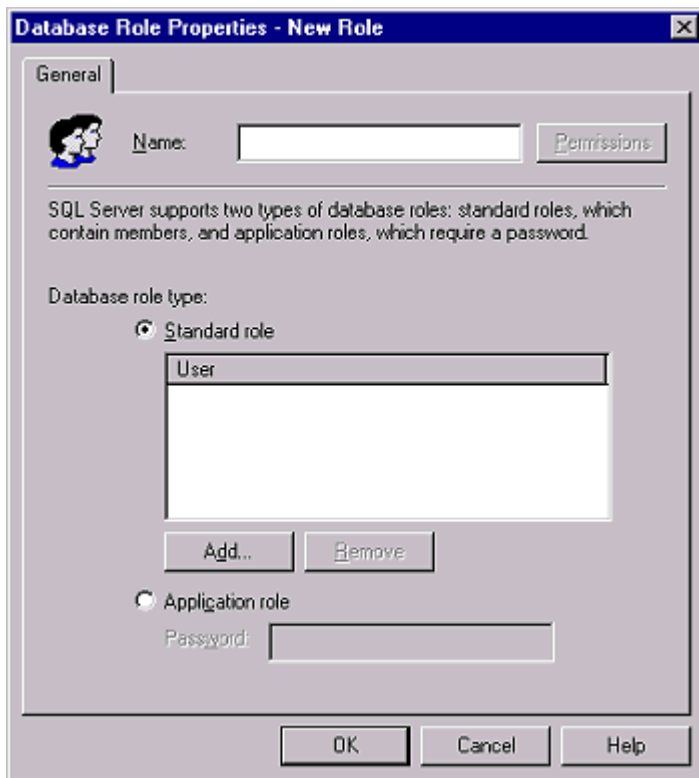 Database Role Properties - New Role
General
Name:
Permissions
SQL Server supports two types of database roles: standard roles, which
contain members, and application roles, which require a password.
Database role type:
Standard role
User
Add...
Remove
Application role
Password:
OK
Cancel
Help